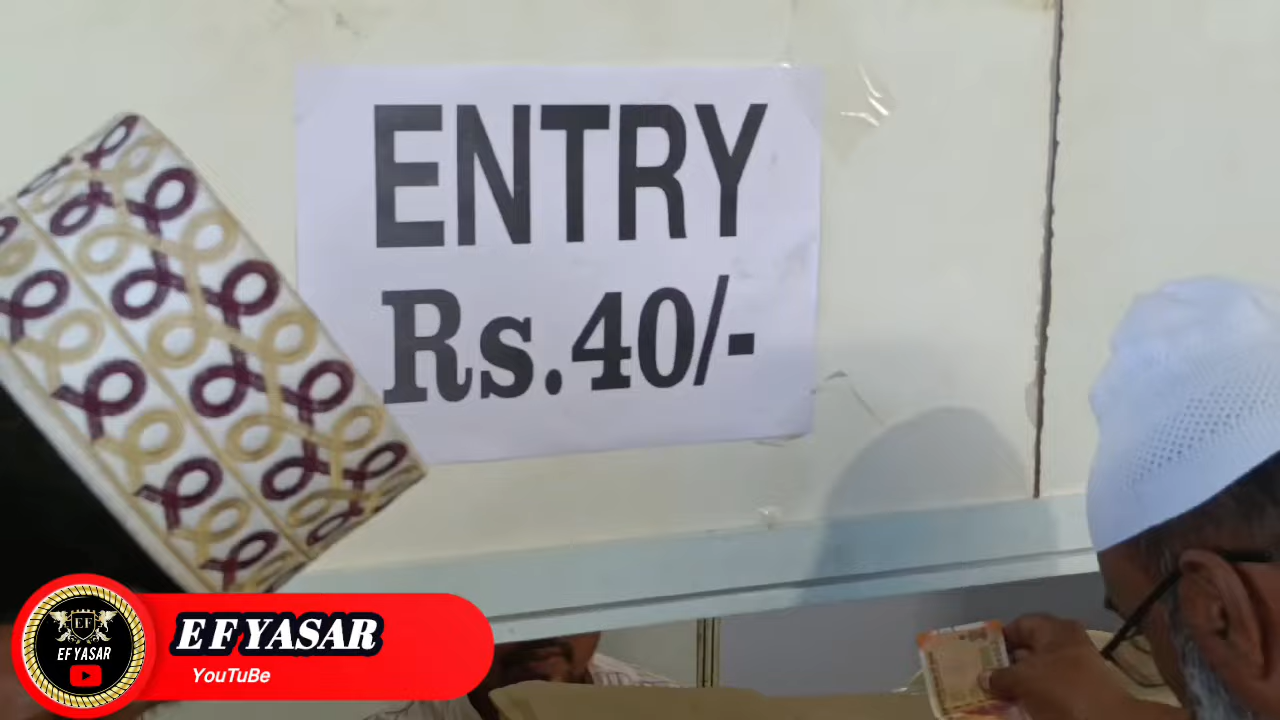 ENTRY
Rs.40/-
EF
EF YASAR
E F YASAR
YouTuBe